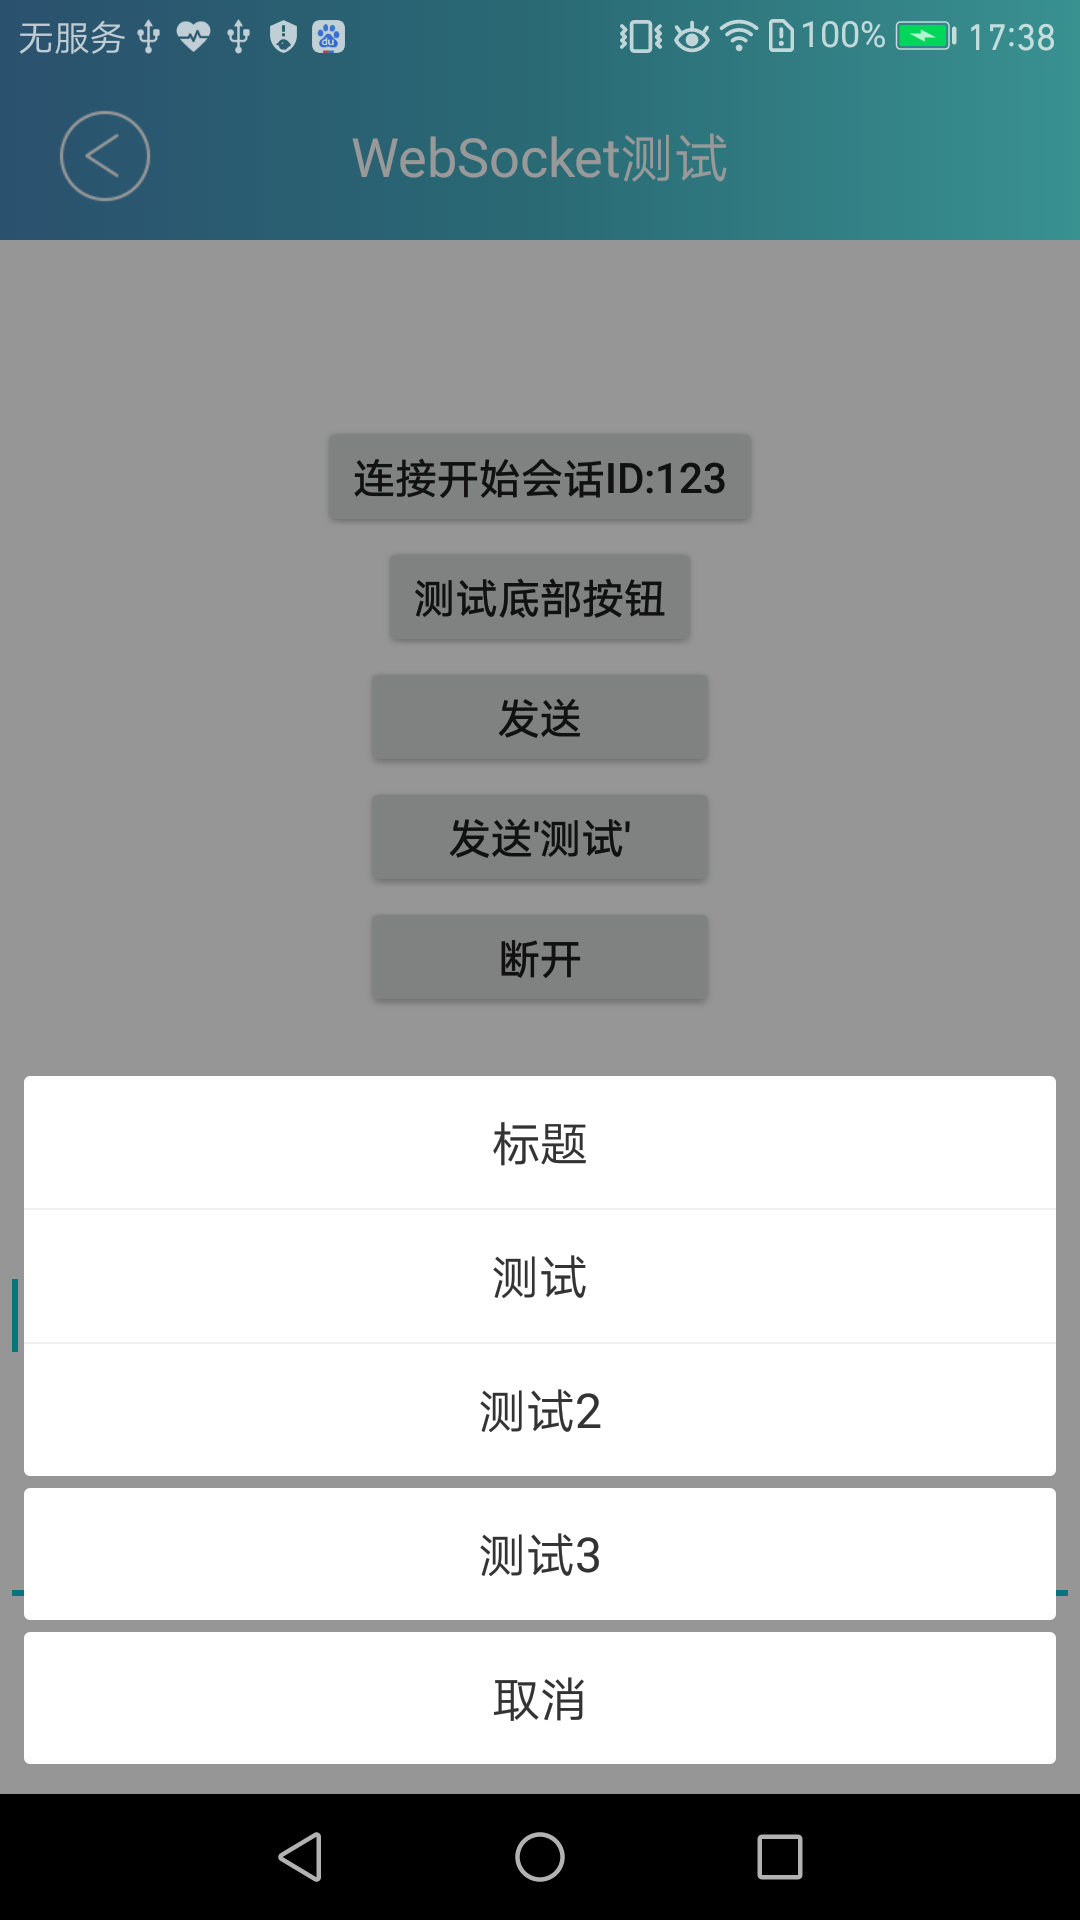 无服务 100% 17:38
WebSocket测试
连接开始会话ID:123
测试底部按钮
发送
发送'测试'
断开
标题
测试
测试2
测试3
取消